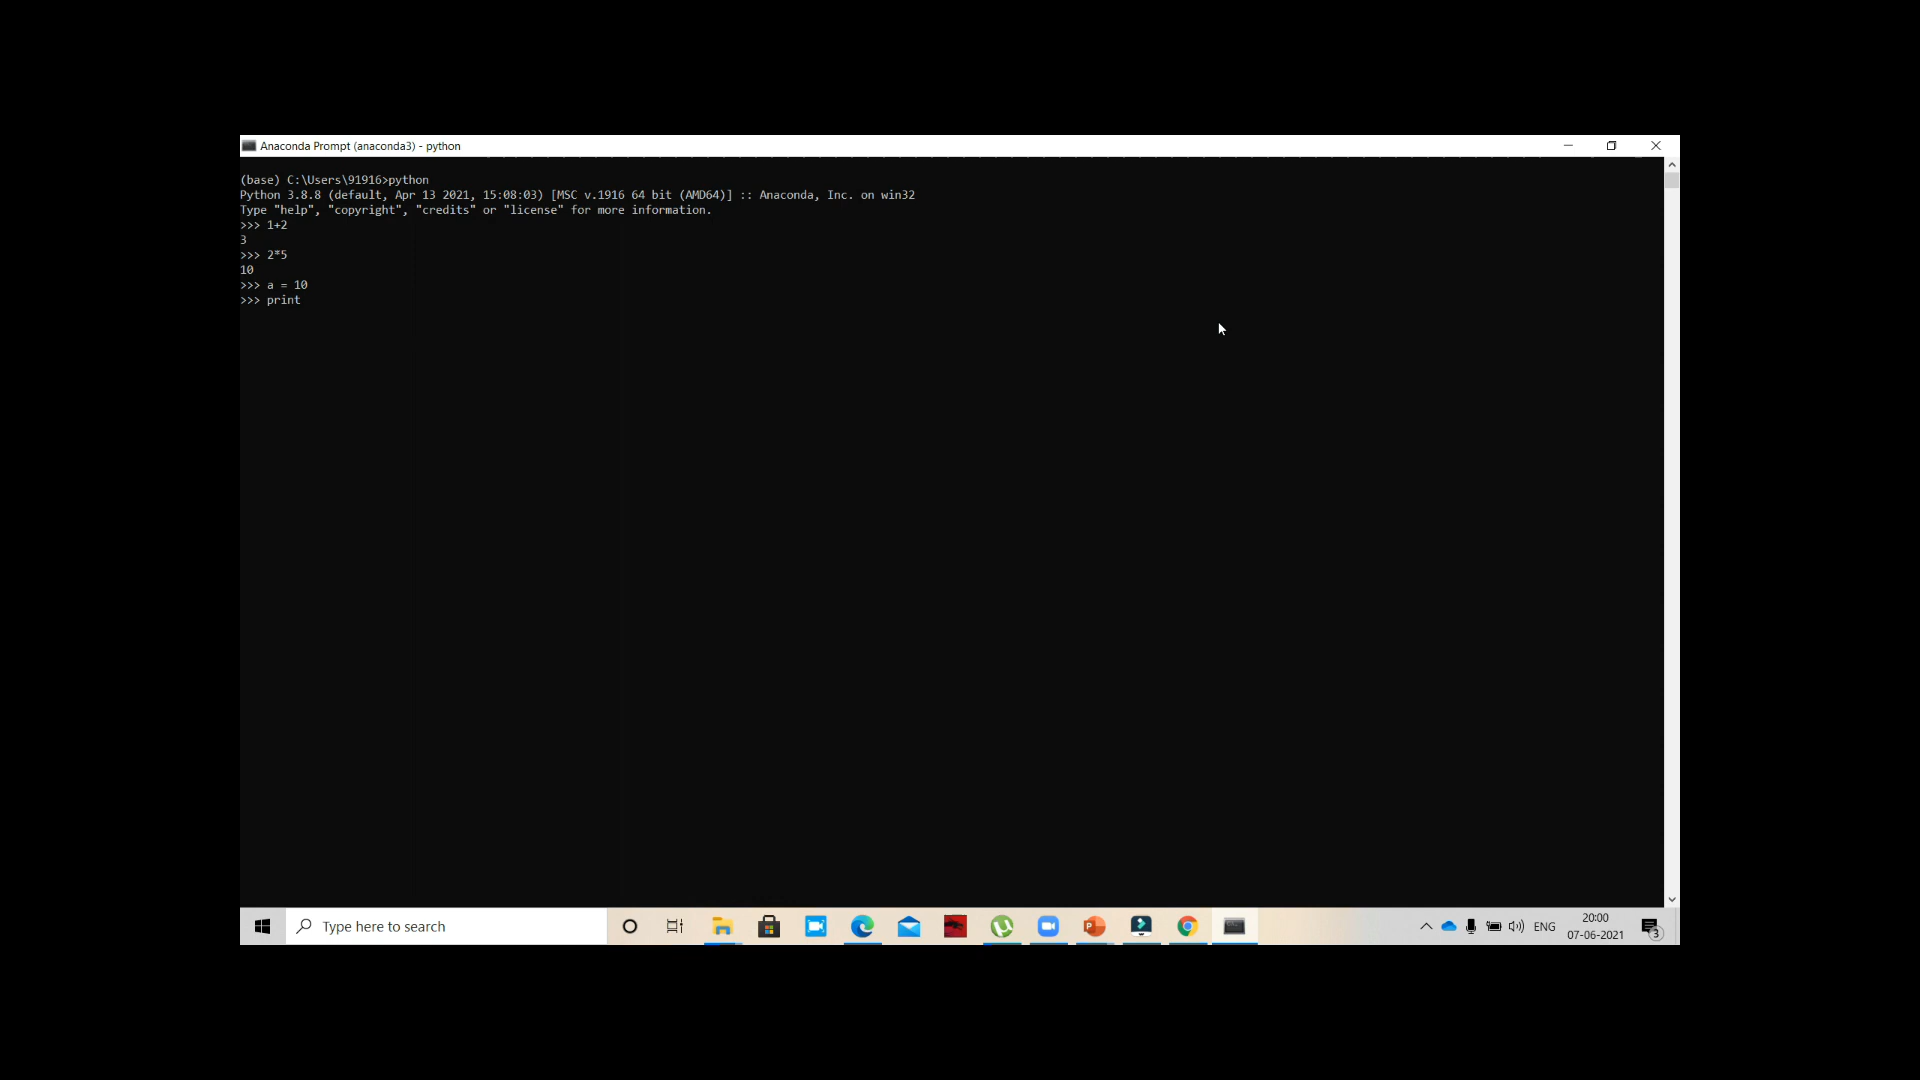 Anaconda Prompt (anaconda3) - python
(base) C:\Users\91916>python
Python 3.8.8 (default, Apr 13 2021, 15:08:03) [MSC v.1916 64 bit (AMD64)] :: Anaconda, Inc. on win32
Type "help", "copyright", "credits" or "license" for more information.
>>> 1+2
3
>>> 2*5
10
>>> a = 10
>>> print
Type here to search
ENG
20:00
07-06-2021
3